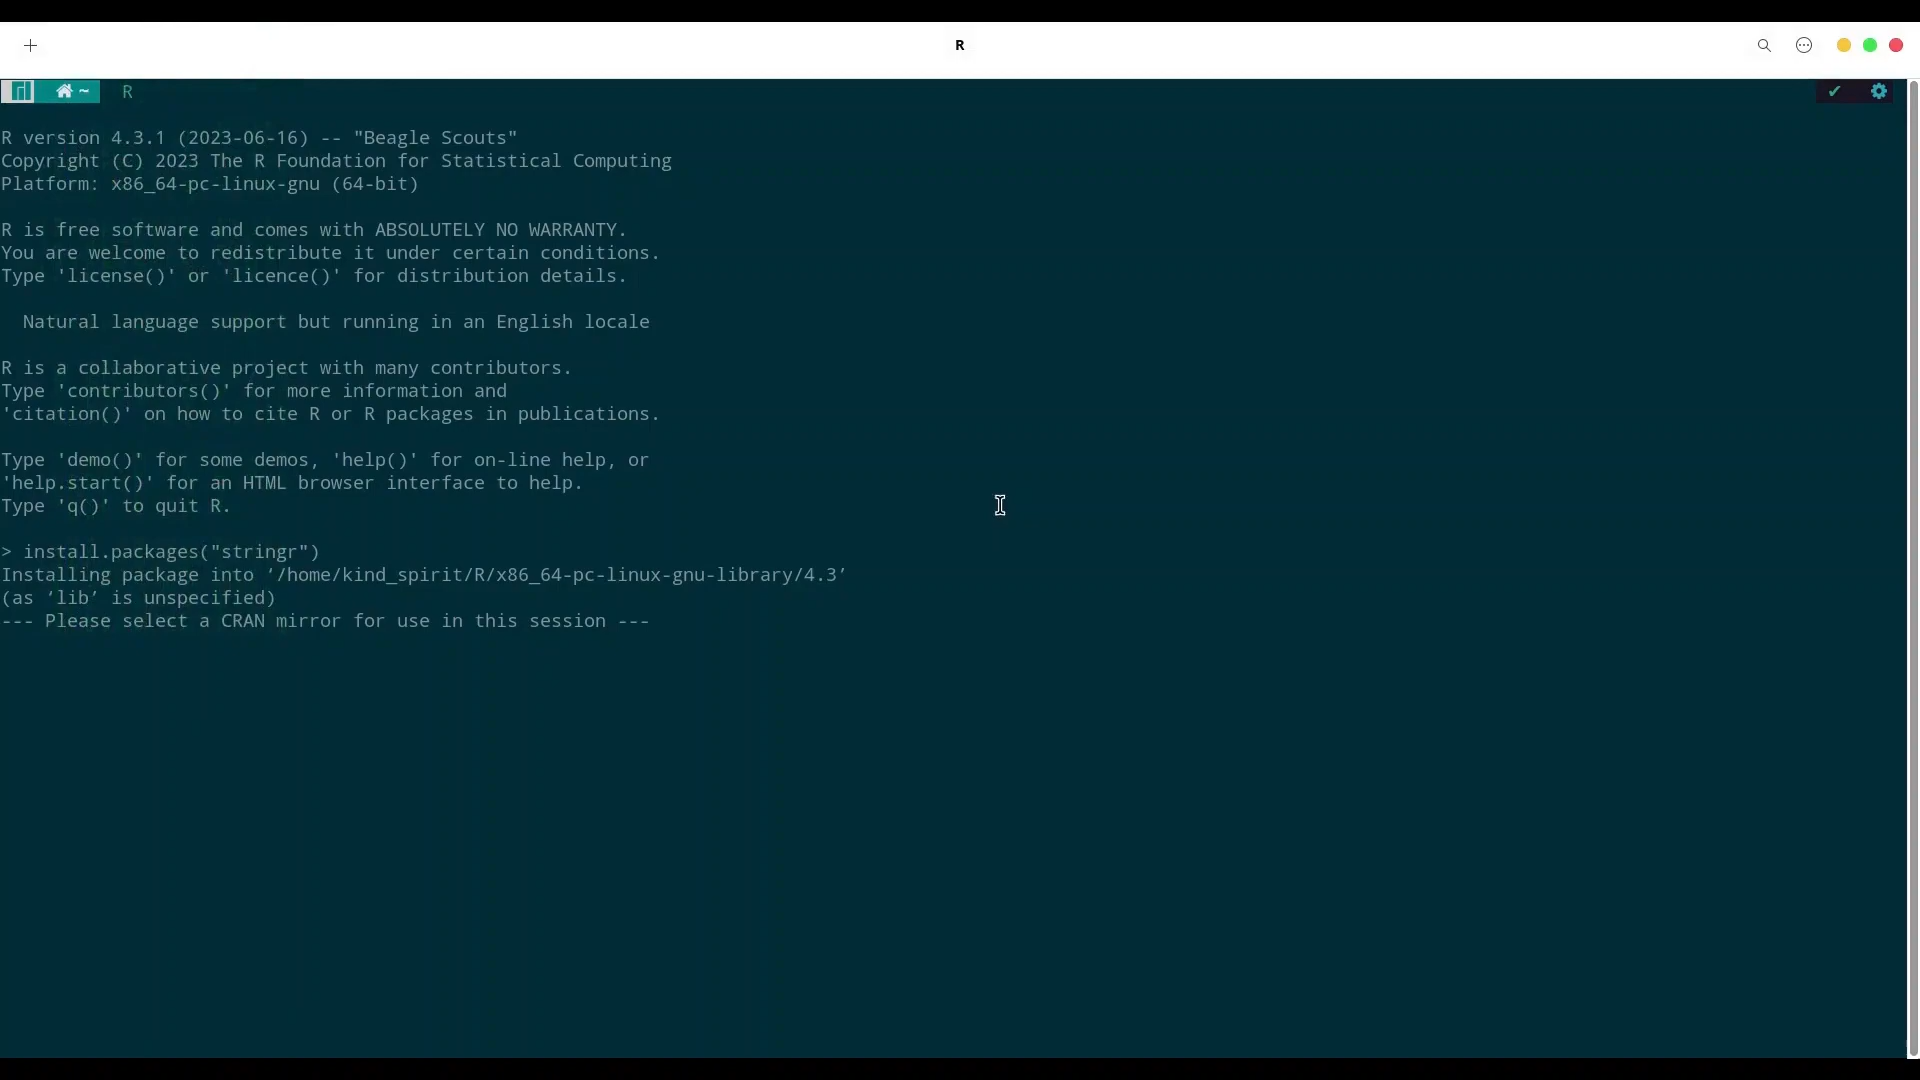 R
~ R
R version 4.3.1 (2023-06-16) -- "Beagle Scouts"
Copyright (C) 2023 The R Foundation for Statistical Computing
Platform: x86_64-pc-linux-gnu (64-bit)
R is free software and comes with ABSOLUTELY NO WARRANTY.
You are welcome to redistribute it under certain conditions.
Type 'license()' or 'licence()' for distribution details.
Natural language support but running in an English locale
R is a collaborative project with many contributors.
Type 'contributors()' for more information and
'citation()' on how to cite R or R packages in publications.
Type 'demo()' for some demos, 'help()' for on-line help, or
'help.start()' for an HTML browser interface to help.
Type 'q()' to quit R.
> install.packages("stringr")
Installing package into ‘/home/kind_spirit/R/x86_64-pc-linux-gnu-library/4.3’
(as ‘lib’ is unspecified)
--- Please select a CRAN mirror for use in this session ---